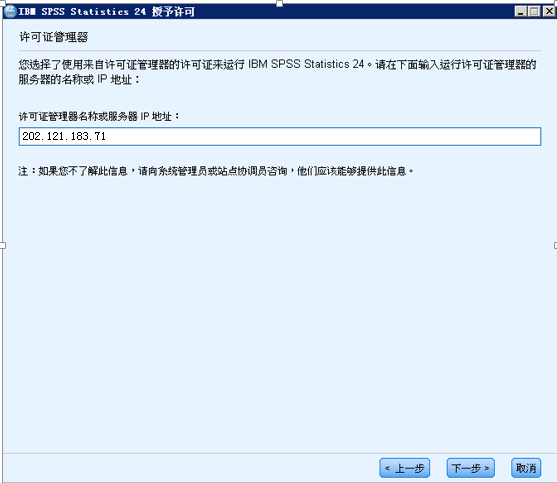 IBM SPSS Statistics 24 授予许可
许可证管理器
您选择了使用来自许可证管理器的许可证来运行 IBM SPSS Statistics 24。请在下面输入运行许可证管理器的
服务器的名称或 IP 地址：
许可证管理器名称或服务器 IP 地址：
202.121.183.71
注：如果您不了解此信息，请向系统管理员或站点协调员咨询，他们应该能够提供此信息。
< 上一步
下一步 >
取消